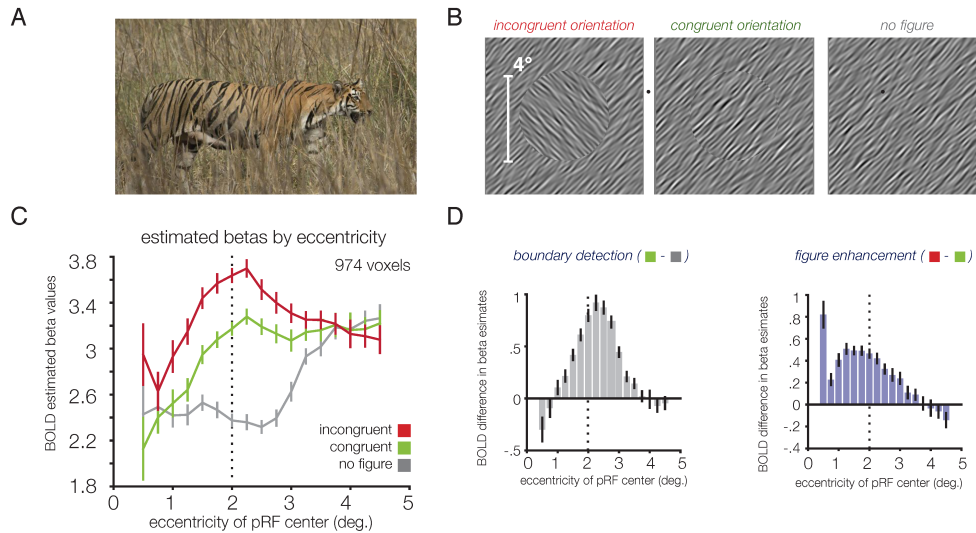 A
B
incongruent orientation
congruent orientation
no figure
4°
C
estimated betas by eccentricity
974 voxels
BOLD estimated beta values
3.8
3.4
3
2.6
2.2
1.8
incongruent
congruent
no figure
0 1 2 3 4 5
eccentricity of pRF center (deg.)
D
boundary detection ( - )
BOLD difference in beta estimates
1
.5
0
-.5
1 2 3 4 5
eccentricity of pRF center (deg.)
figure enhancement ( - )
BOLD difference in beta estimates
1
.8
.6
.4
.2
0
-.2
-.4
1 2 3 4 5
eccentricity of pRF center (deg.)